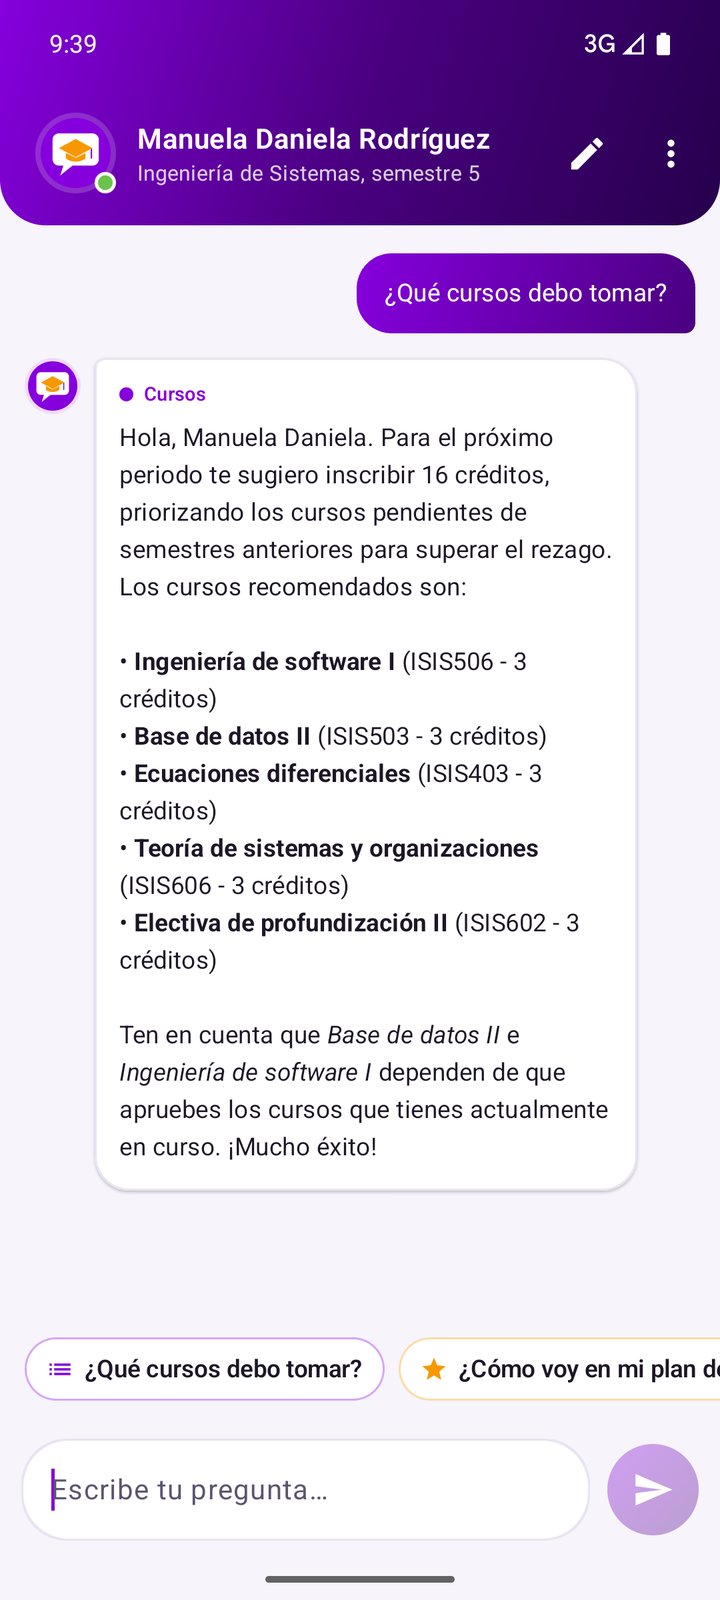 9:39
3G
Manuela Daniela Rodríguez
Ingeniería de Sistemas, semestre 5
¿Qué cursos debo tomar?
Cursos
Hola, Manuela Daniela. Para el próximo
periodo te sugiero inscribir 16 créditos,
priorizando los cursos pendientes de
semestres anteriores para superar el rezago.
Los cursos recomendados son:
• Ingeniería de software I (ISIS506 - 3
créditos)
• Base de datos II (ISIS503 - 3 créditos)
• Ecuaciones diferenciales (ISIS403 - 3
créditos)
• Teoría de sistemas y organizaciones
(ISIS606 - 3 créditos)
• Electiva de profundización II (ISIS602 - 3
créditos)
Ten en cuenta que Base de datos II e
Ingeniería de software I dependen de que
apruebes los cursos que tienes actualmente
en curso. ¡Mucho éxito!
¿Qué cursos debo tomar?
¿Cómo voy en mi plan de
Escribe tu pregunta…